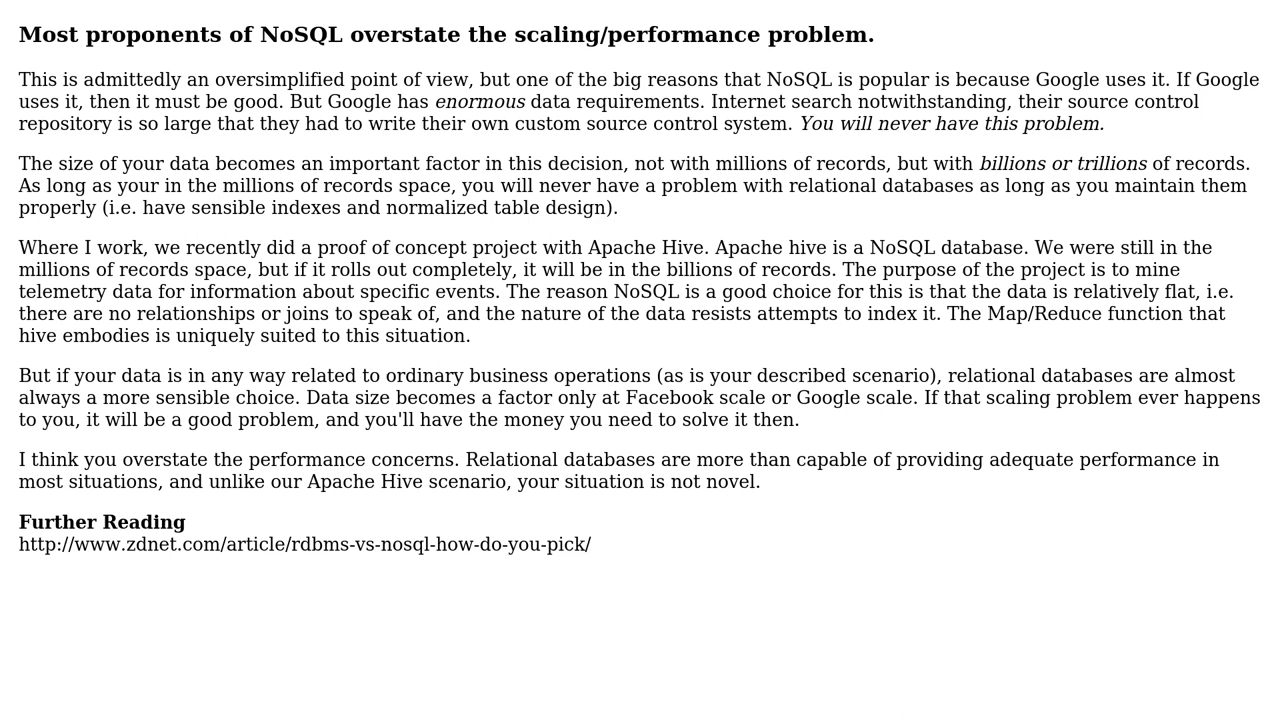 Most proponents of NoSQL overstate the scaling/performance problem.
This is admittedly an oversimplified point of view, but one of the big reasons that NoSQL is popular is because Google uses it. If Google
uses it, then it must be good. But Google has enormous data requirements. Internet search notwithstanding, their source control
repository is so large that they had to write their own custom source control system. You will never have this problem.
The size of your data becomes an important factor in this decision, not with millions of records, but with billions or trillions of records.
As long as your in the millions of records space, you will never have a problem with relational databases as long as you maintain them
properly (i.e. have sensible indexes and normalized table design).
Where I work, we recently did a proof of concept project with Apache Hive. Apache hive is a NoSQL database. We were still in the
millions of records space, but if it rolls out completely, it will be in the billions of records. The purpose of the project is to mine
telemetry data for information about specific events. The reason NoSQL is a good choice for this is that the data is relatively flat, i.e.
there are no relationships or joins to speak of, and the nature of the data resists attempts to index it. The Map/Reduce function that
hive embodies is uniquely suited to this situation.
But if your data is in any way related to ordinary business operations (as is your described scenario), relational databases are almost
always a more sensible choice. Data size becomes a factor only at Facebook scale or Google scale. If that scaling problem ever happens
to you, it will be a good problem, and you'll have the money you need to solve it then.
I think you overstate the performance concerns. Relational databases are more than capable of providing adequate performance in
most situations, and unlike our Apache Hive scenario, your situation is not novel.
Further Reading
http://www.zdnet.com/article/rdbms-vs-nosql-how-do-you-pick/